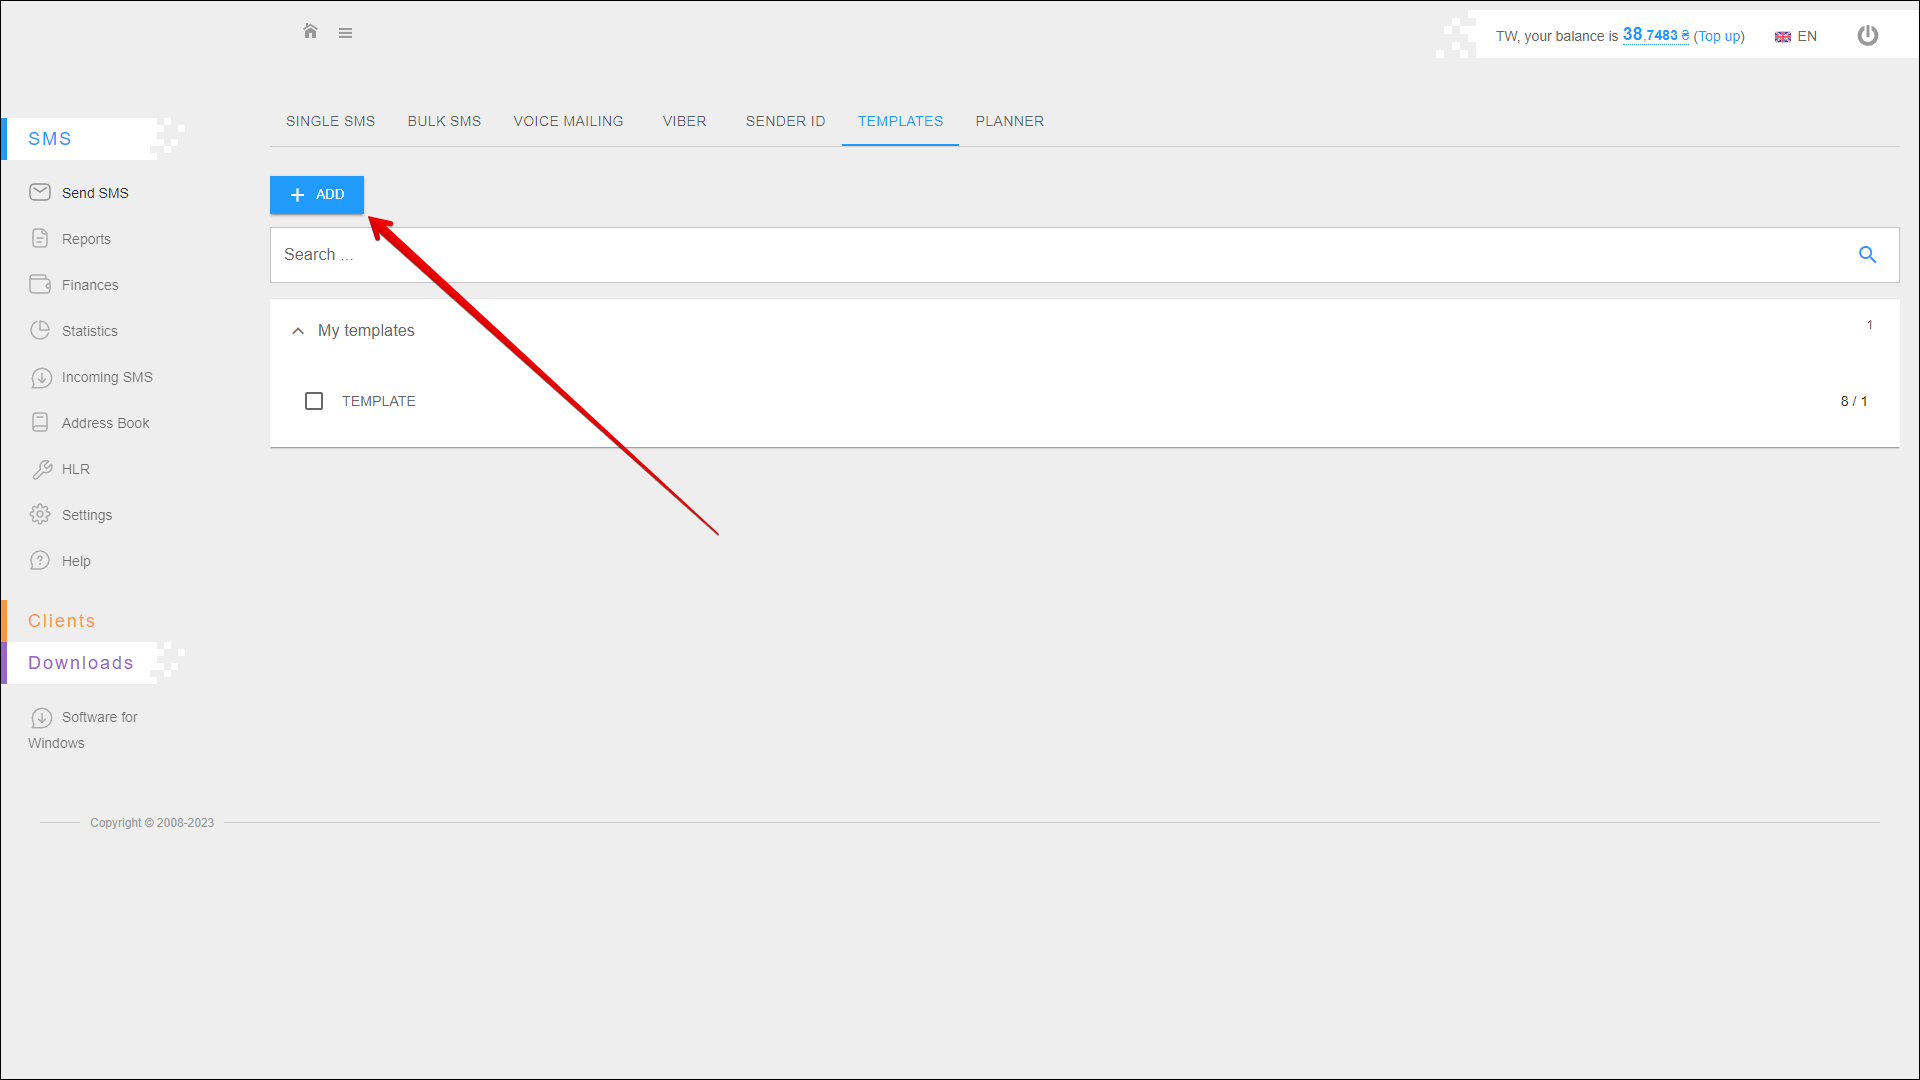 TW, your balance is 38,7483 ₴ (Top up) EN
SINGLE SMS BULK SMS VOICE MAILING VIBER SENDER ID TEMPLATES PLANNER
SMS
Send SMS
Reports
Finances
Statistics
Incoming SMS
Address Book
HLR
Settings
Help
Clients
Downloads
Software for
Windows
ADD
Search ...
My templates 1
TEMPLATE 8 / 1
Copyright © 2008-2023